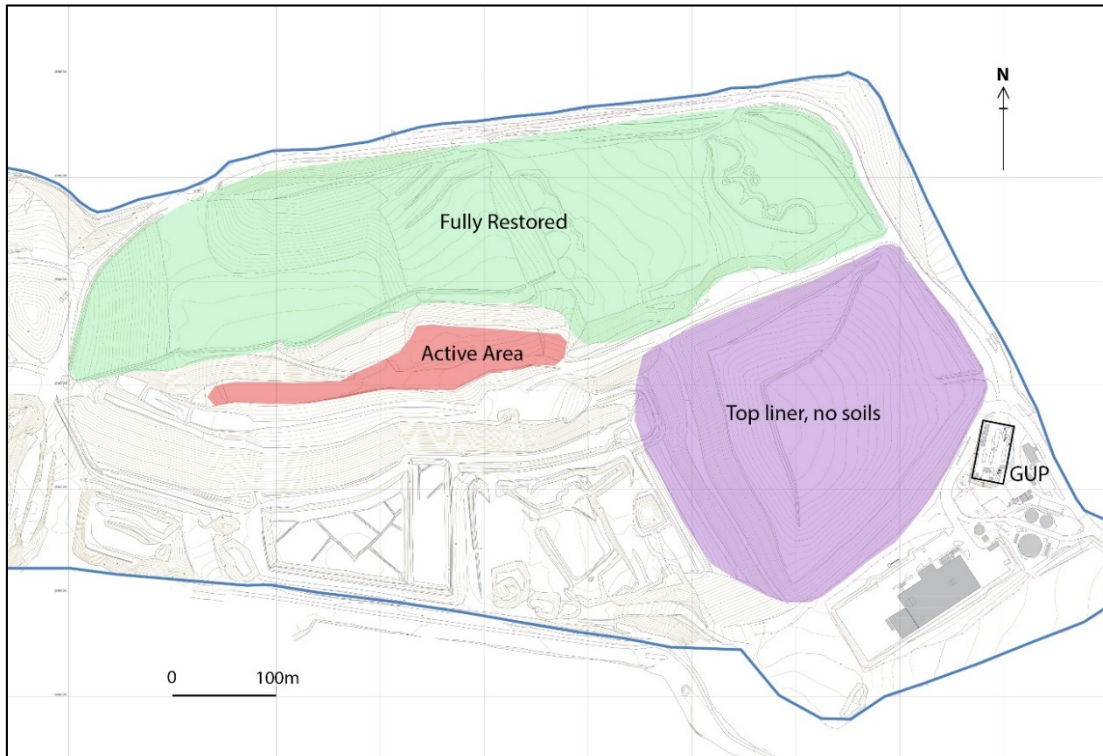 N
Fully Restored
Active Area
Top liner, no soils
GUP
0 100m